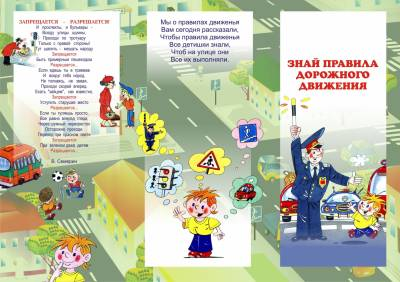 ЗАПРЕЩАЕТСЯ - РАЗРЕШАЕТСЯ!
И проспекты, и бульвары -
Всюду улицы шумны,
Проходи по тротуару
Только с правой стороны!
Тут шалить, мешать народу
Запрещается!
Быть примерным пешеходом
Разрешается...
Если едешь ты в трамвае
И вокруг тебя народ,
Не толкаясь, не зевая,
Проходи скорей вперед.
Ехать "зайцем", как известно,
Запрещается!
Уступить старушке место
Разрешается...
Если ты гуляешь просто,
Все равно вперед гляди,
Через шумный перекресток
Осторожно проходи.
Переход при красном свете
Запрещается!
При зеленом даже детям
Разрешается...
В. Семернин
Мы о правилах движенья
Вам сегодня рассказали,
Чтобы правила движенья
Все детишки знали,
Чтоб на улице они
Все их выполняли.
ЗНАЙ ПРАВИЛА
ДОРОЖНОГО
ДВИЖЕНИЯ